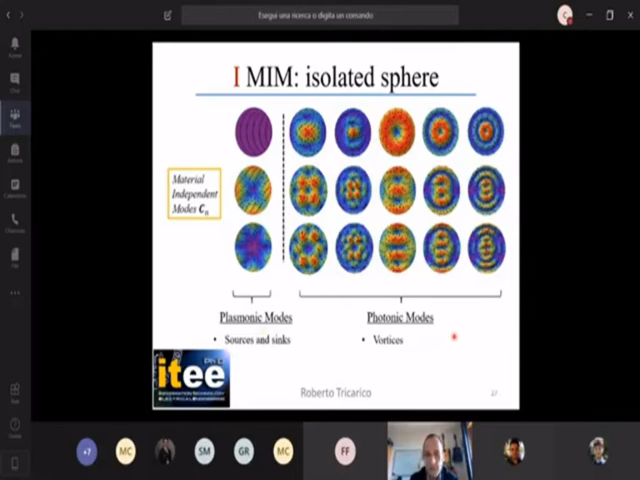 Esegui una ricerca o digita un comando
C
I MIM: isolated sphere
Material
Independent
Modes Cn
Plasmonic Modes
Photonic Modes
• Sources and sinks
• Vortices
itee
Roberto Tricarico
27
+7
MC
SM
GR
MC
FF